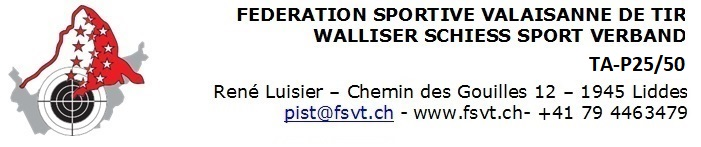 FEDERATION SPORTIVE VALAISANNE DE TIR
WALLISER SCHIESS SPORT VERBAND
TA-P25/50
René Luisier – Chemin des Gouilles 12 – 1945 Liddes
pist@fsvt.ch - www.fsvt.ch- +41 79 4463479